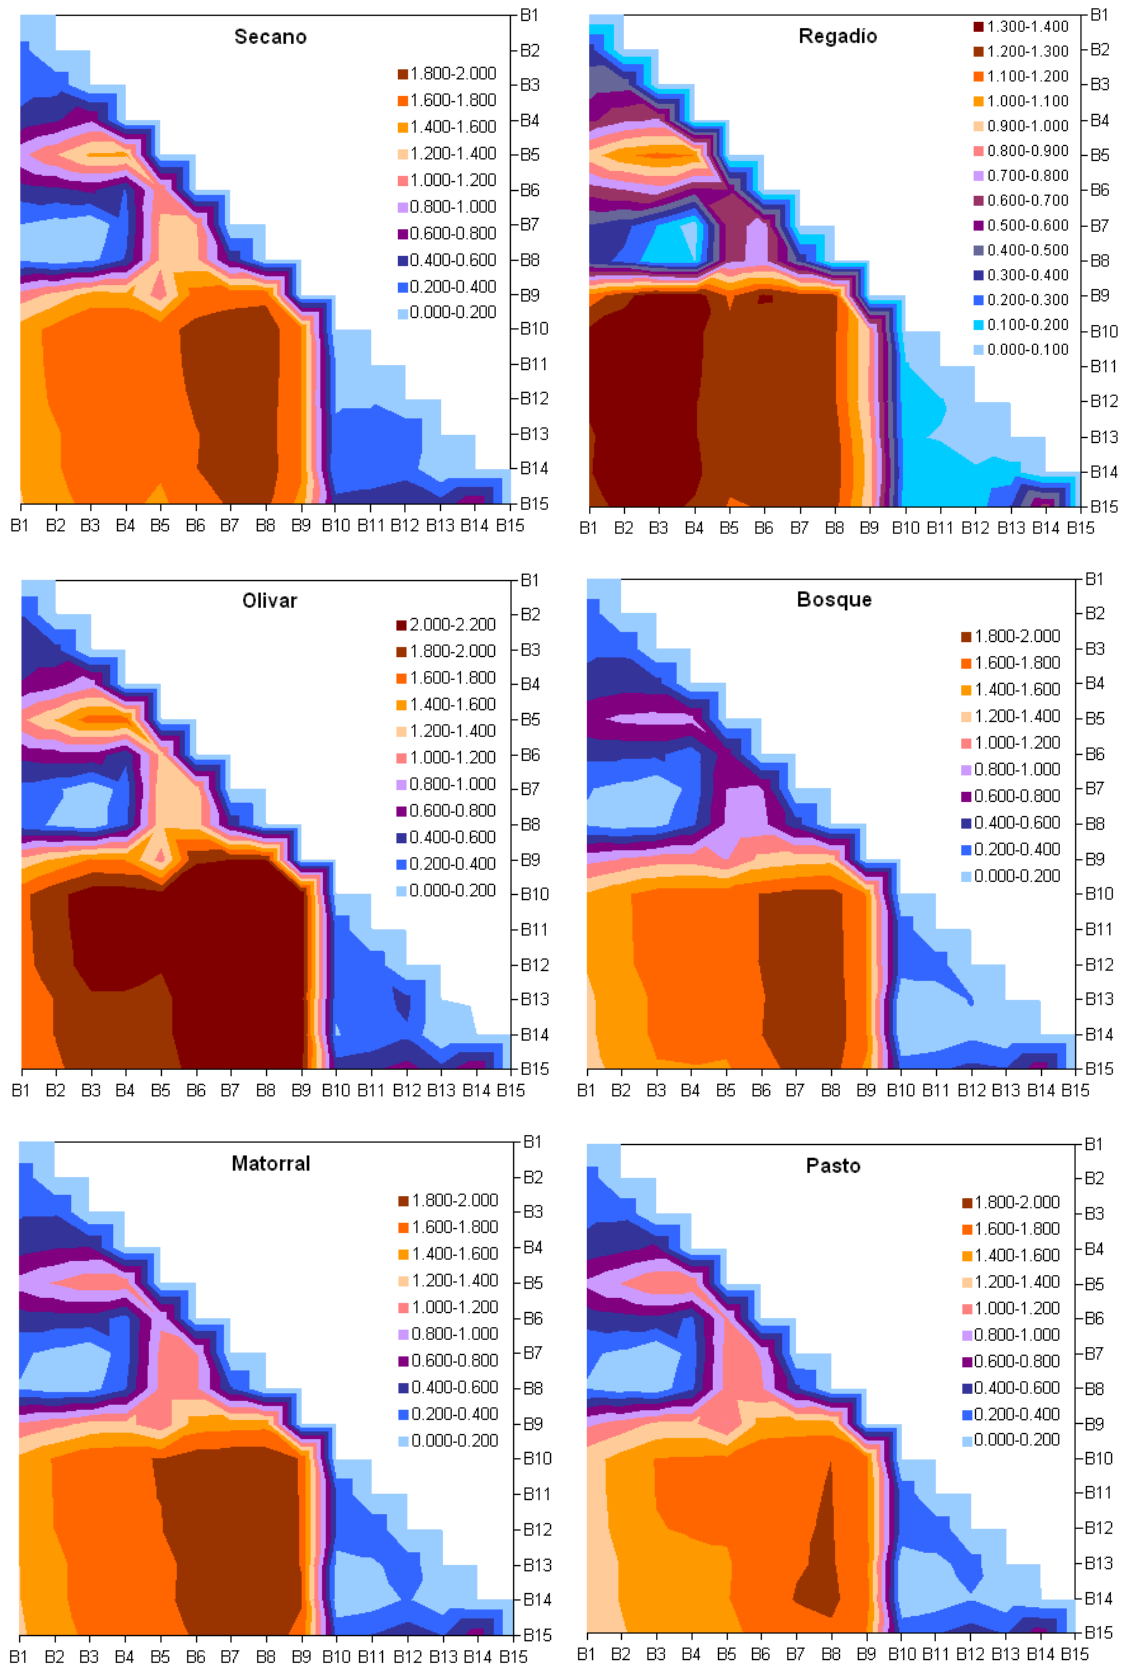 Secano
1.800-2.000
1.600-1.800
1.400-1.600
1.200-1.400
1.000-1.200
0.800-1.000
0.600-0.800
0.400-0.600
0.200-0.400
0.000-0.200
B1
B2
B3
B4
B5
B6
B7
B8
B9
B10
B11
B12
B13
B14
B15
B1 B2 B3 B4 B5 B6 B7 B8 B9 B10 B11 B12 B13 B14 B15
Regadío
1.300-1.400
1.200-1.300
1.100-1.200
1.000-1.100
0.900-1.000
0.800-0.900
0.700-0.800
0.600-0.700
0.500-0.600
0.400-0.500
0.300-0.400
0.200-0.300
0.100-0.200
0.000-0.100
B1
B2
B3
B4
B5
B6
B7
B8
B9
B10
B11
B12
B13
B14
B15
B1 B2 B3 B4 B5 B6 B7 B8 B9 B10 B11 B12 B13 B14 B15
Olivar
2.000-2.200
1.800-2.000
1.600-1.800
1.400-1.600
1.200-1.400
1.000-1.200
0.800-1.000
0.600-0.800
0.400-0.600
0.200-0.400
0.000-0.200
B1
B2
B3
B4
B5
B6
B7
B8
B9
B10
B11
B12
B13
B14
B15
B1 B2 B3 B4 B5 B6 B7 B8 B9 B10 B11 B12 B13 B14 B15
Bosque
1.800-2.000
1.600-1.800
1.400-1.600
1.200-1.400
1.000-1.200
0.800-1.000
0.600-0.800
0.400-0.600
0.200-0.400
0.000-0.200
B1
B2
B3
B4
B5
B6
B7
B8
B9
B10
B11
B12
B13
B14
B15
B1 B2 B3 B4 B5 B6 B7 B8 B9 B10 B11 B12 B13 B14 B15
Matorral
1.800-2.000
1.600-1.800
1.400-1.600
1.200-1.400
1.000-1.200
0.800-1.000
0.600-0.800
0.400-0.600
0.200-0.400
0.000-0.200
B1
B2
B3
B4
B5
B6
B7
B8
B9
B10
B11
B12
B13
B14
B15
B1 B2 B3 B4 B5 B6 B7 B8 B9 B10 B11 B12 B13 B14 B15
Pasto
1.800-2.000
1.600-1.800
1.400-1.600
1.200-1.400
1.000-1.200
0.800-1.000
0.600-0.800
0.400-0.600
0.200-0.400
0.000-0.200
B1
B2
B3
B4
B5
B6
B7
B8
B9
B10
B11
B12
B13
B14
B15
B1 B2 B3 B4 B5 B6 B7 B8 B9 B10 B11 B12 B13 B14 B15